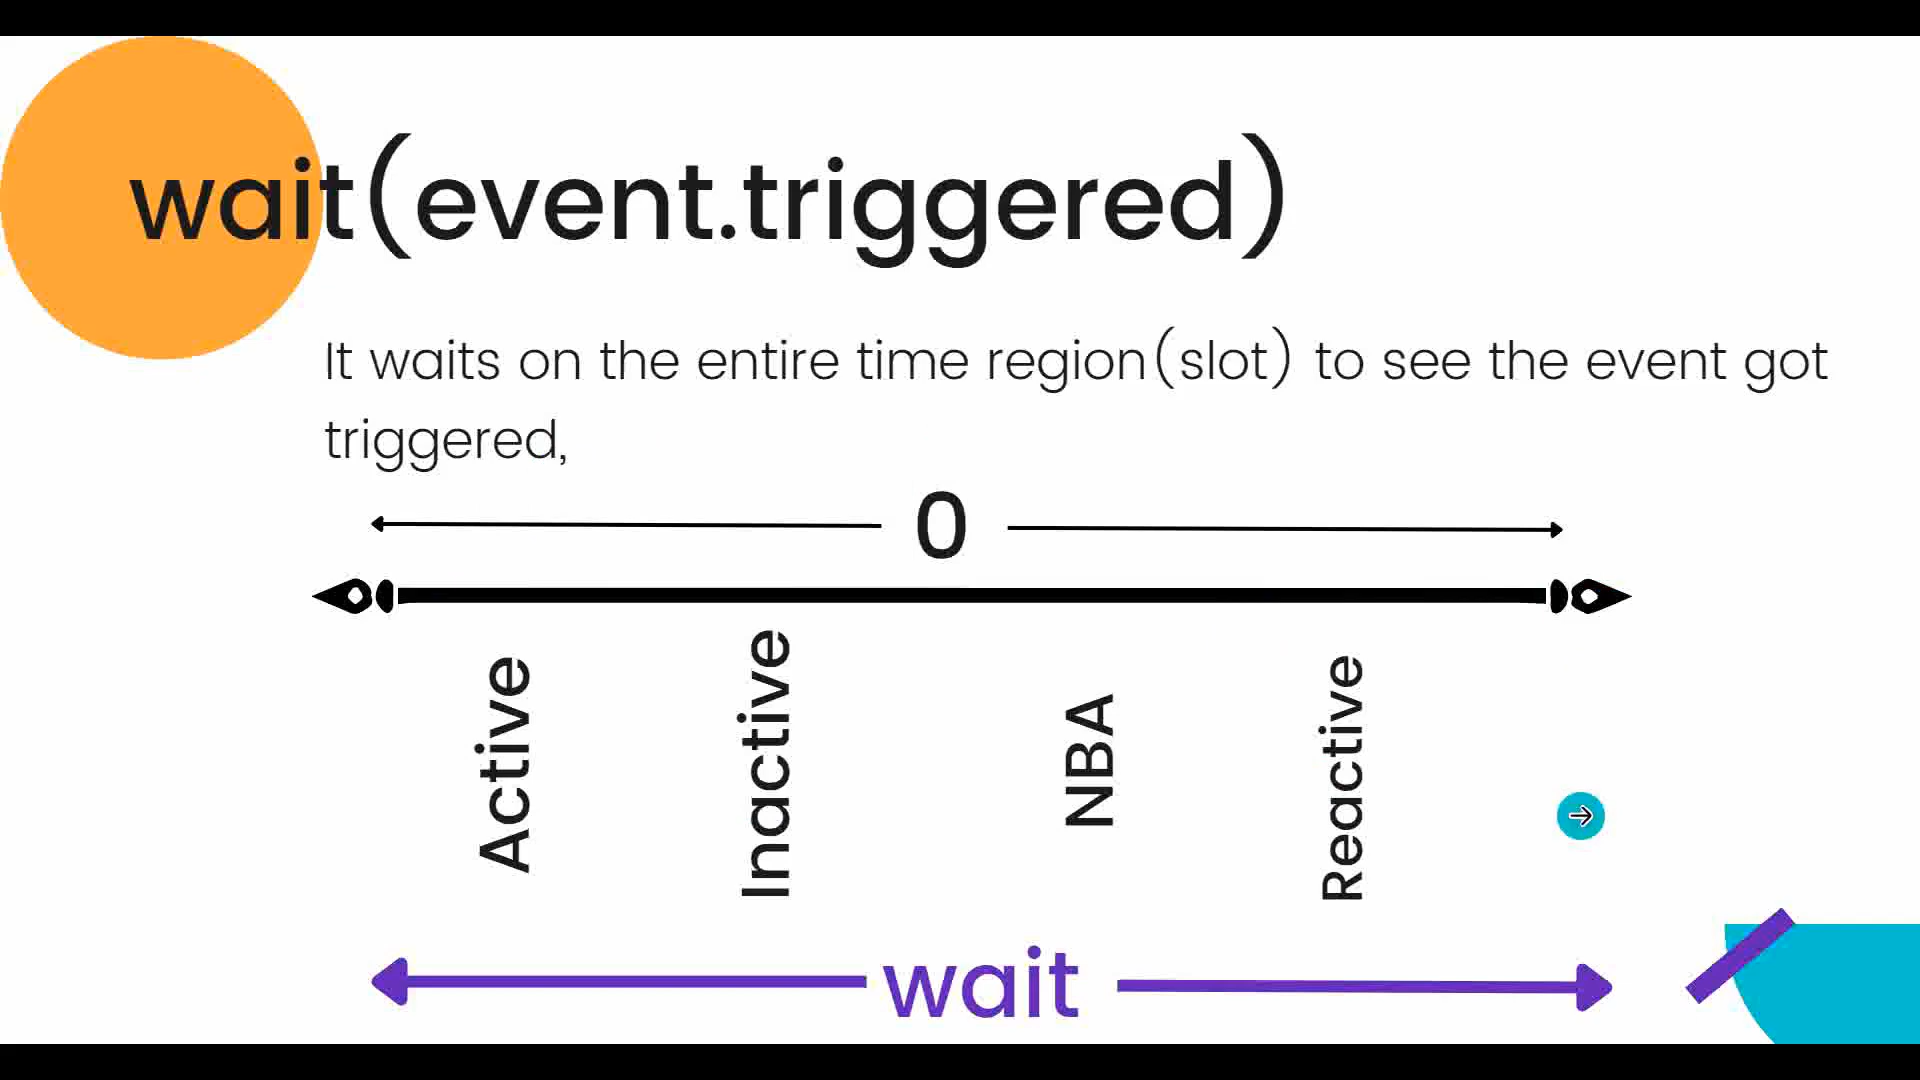 wait(event.triggered)
It waits on the entire time region(slot) to see the event got
triggered,
0
Active
Inactive
NBA
Reactive
wait